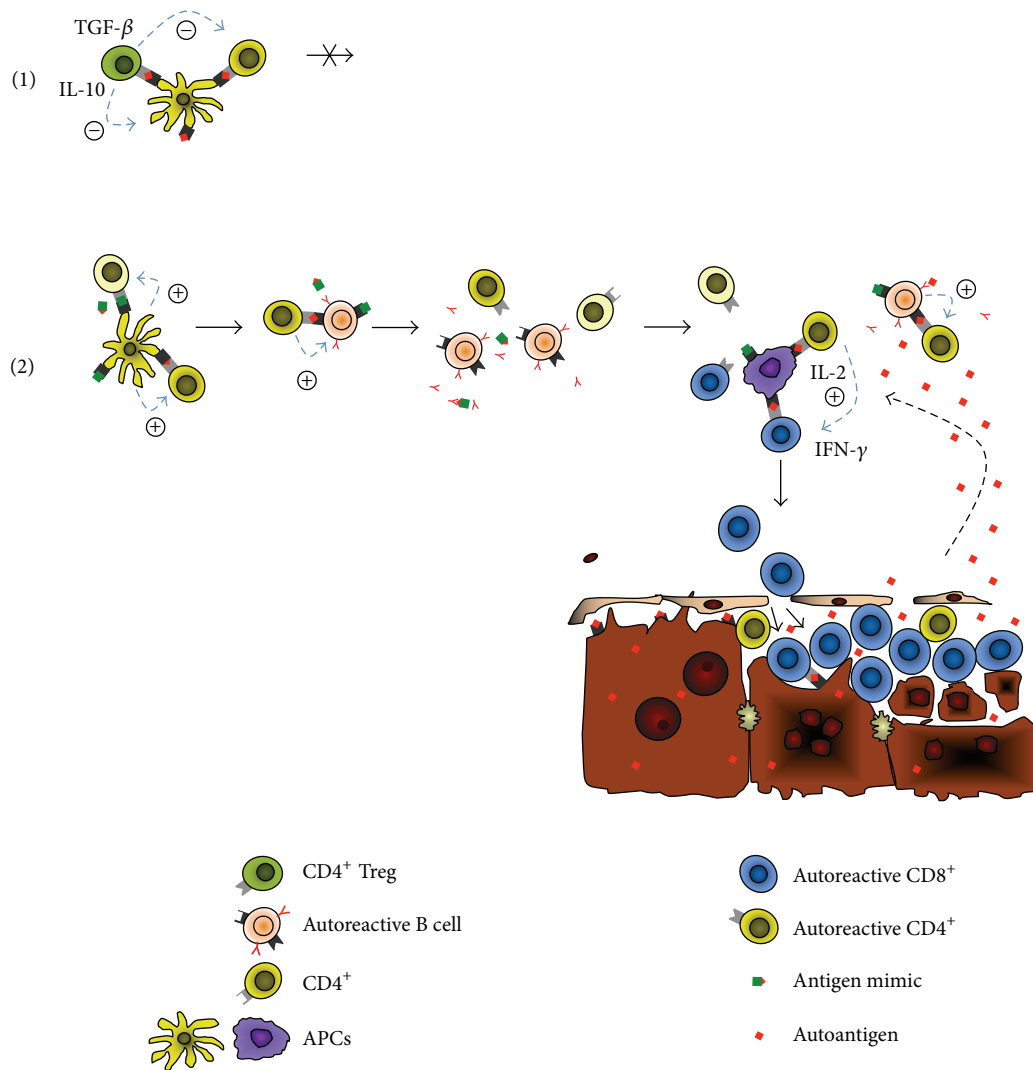 TGF-β
(1)
IL-10
(2)
IL-2
IFN-γ
CD4⁺ Treg
Autoreactive B cell
CD4⁺
APCs
Autoreactive CD8⁺
Autoreactive CD4⁺
Antigen mimic
Autoantigen